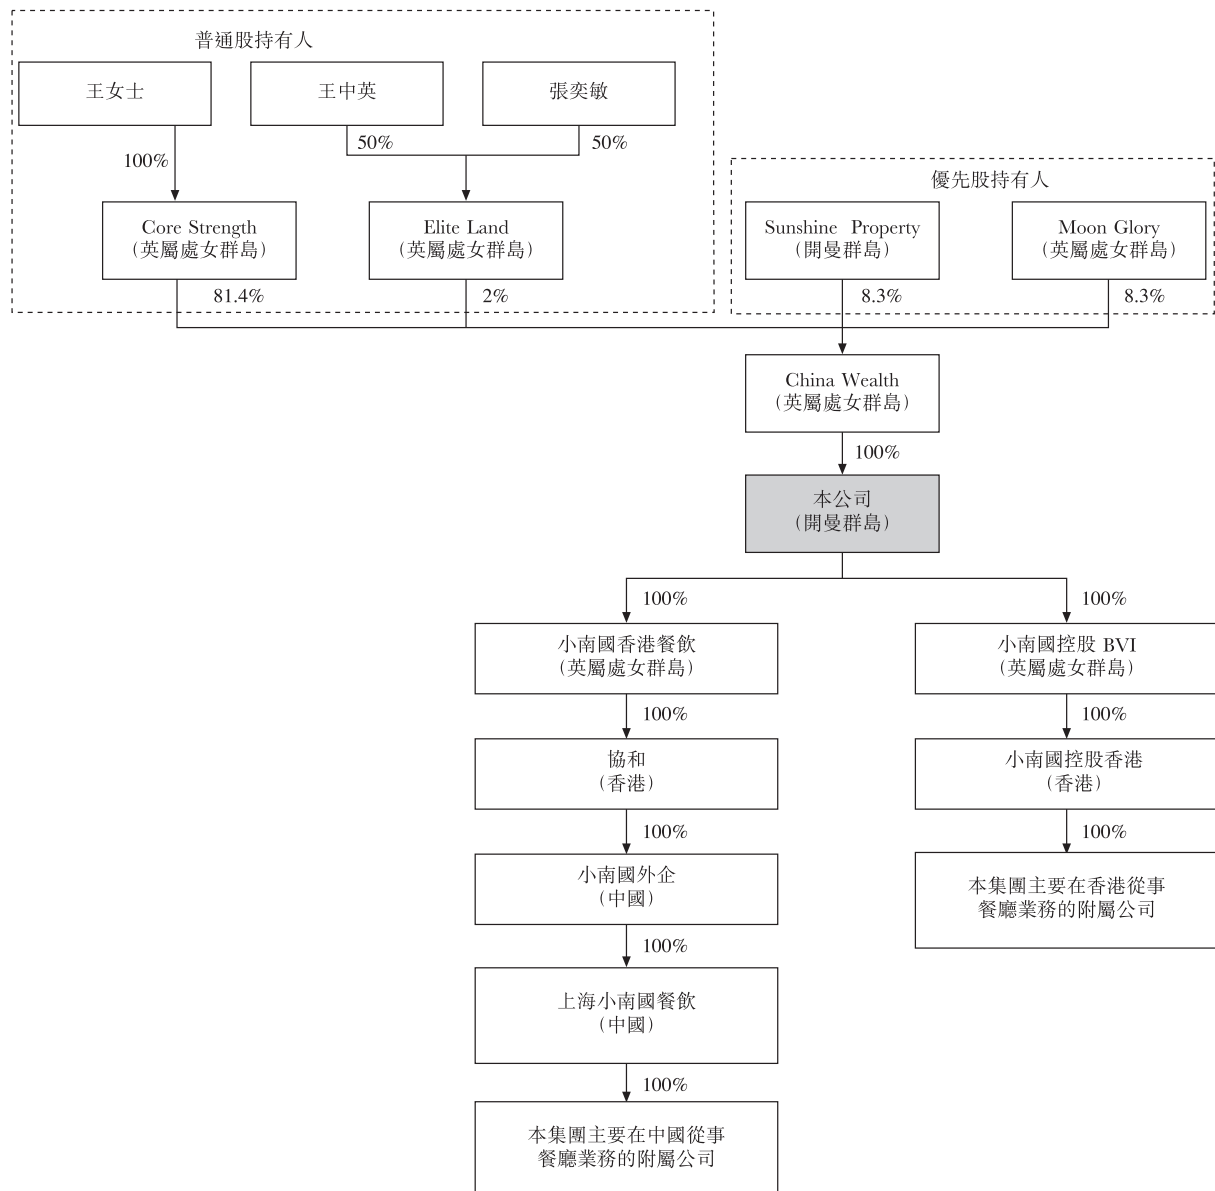 普通股持有人
王女士
王中英
張奕敏
100%
50%
50%
優先股持有人
Core Strength
（英屬處女群島）
Elite Land
（英屬處女群島）
Sunshine Property
（開曼群島）
Moon Glory
（英屬處女群島）
81.4%
2%
8.3%
8.3%
China Wealth
（英屬處女群島）
100%
本公司
（開曼群島）
100%
100%
小南國香港餐飲
（英屬處女群島）
小南國控股 BVI
（英屬處女群島）
100%
100%
協和
（香港）
小南國控股香港
（香港）
100%
100%
小南國外企
（中國）
本集團主要在香港從事
餐廳業務的附屬公司
100%
上海小南國餐飲
（中國）
100%
本集團主要在中國從事
餐廳業務的附屬公司